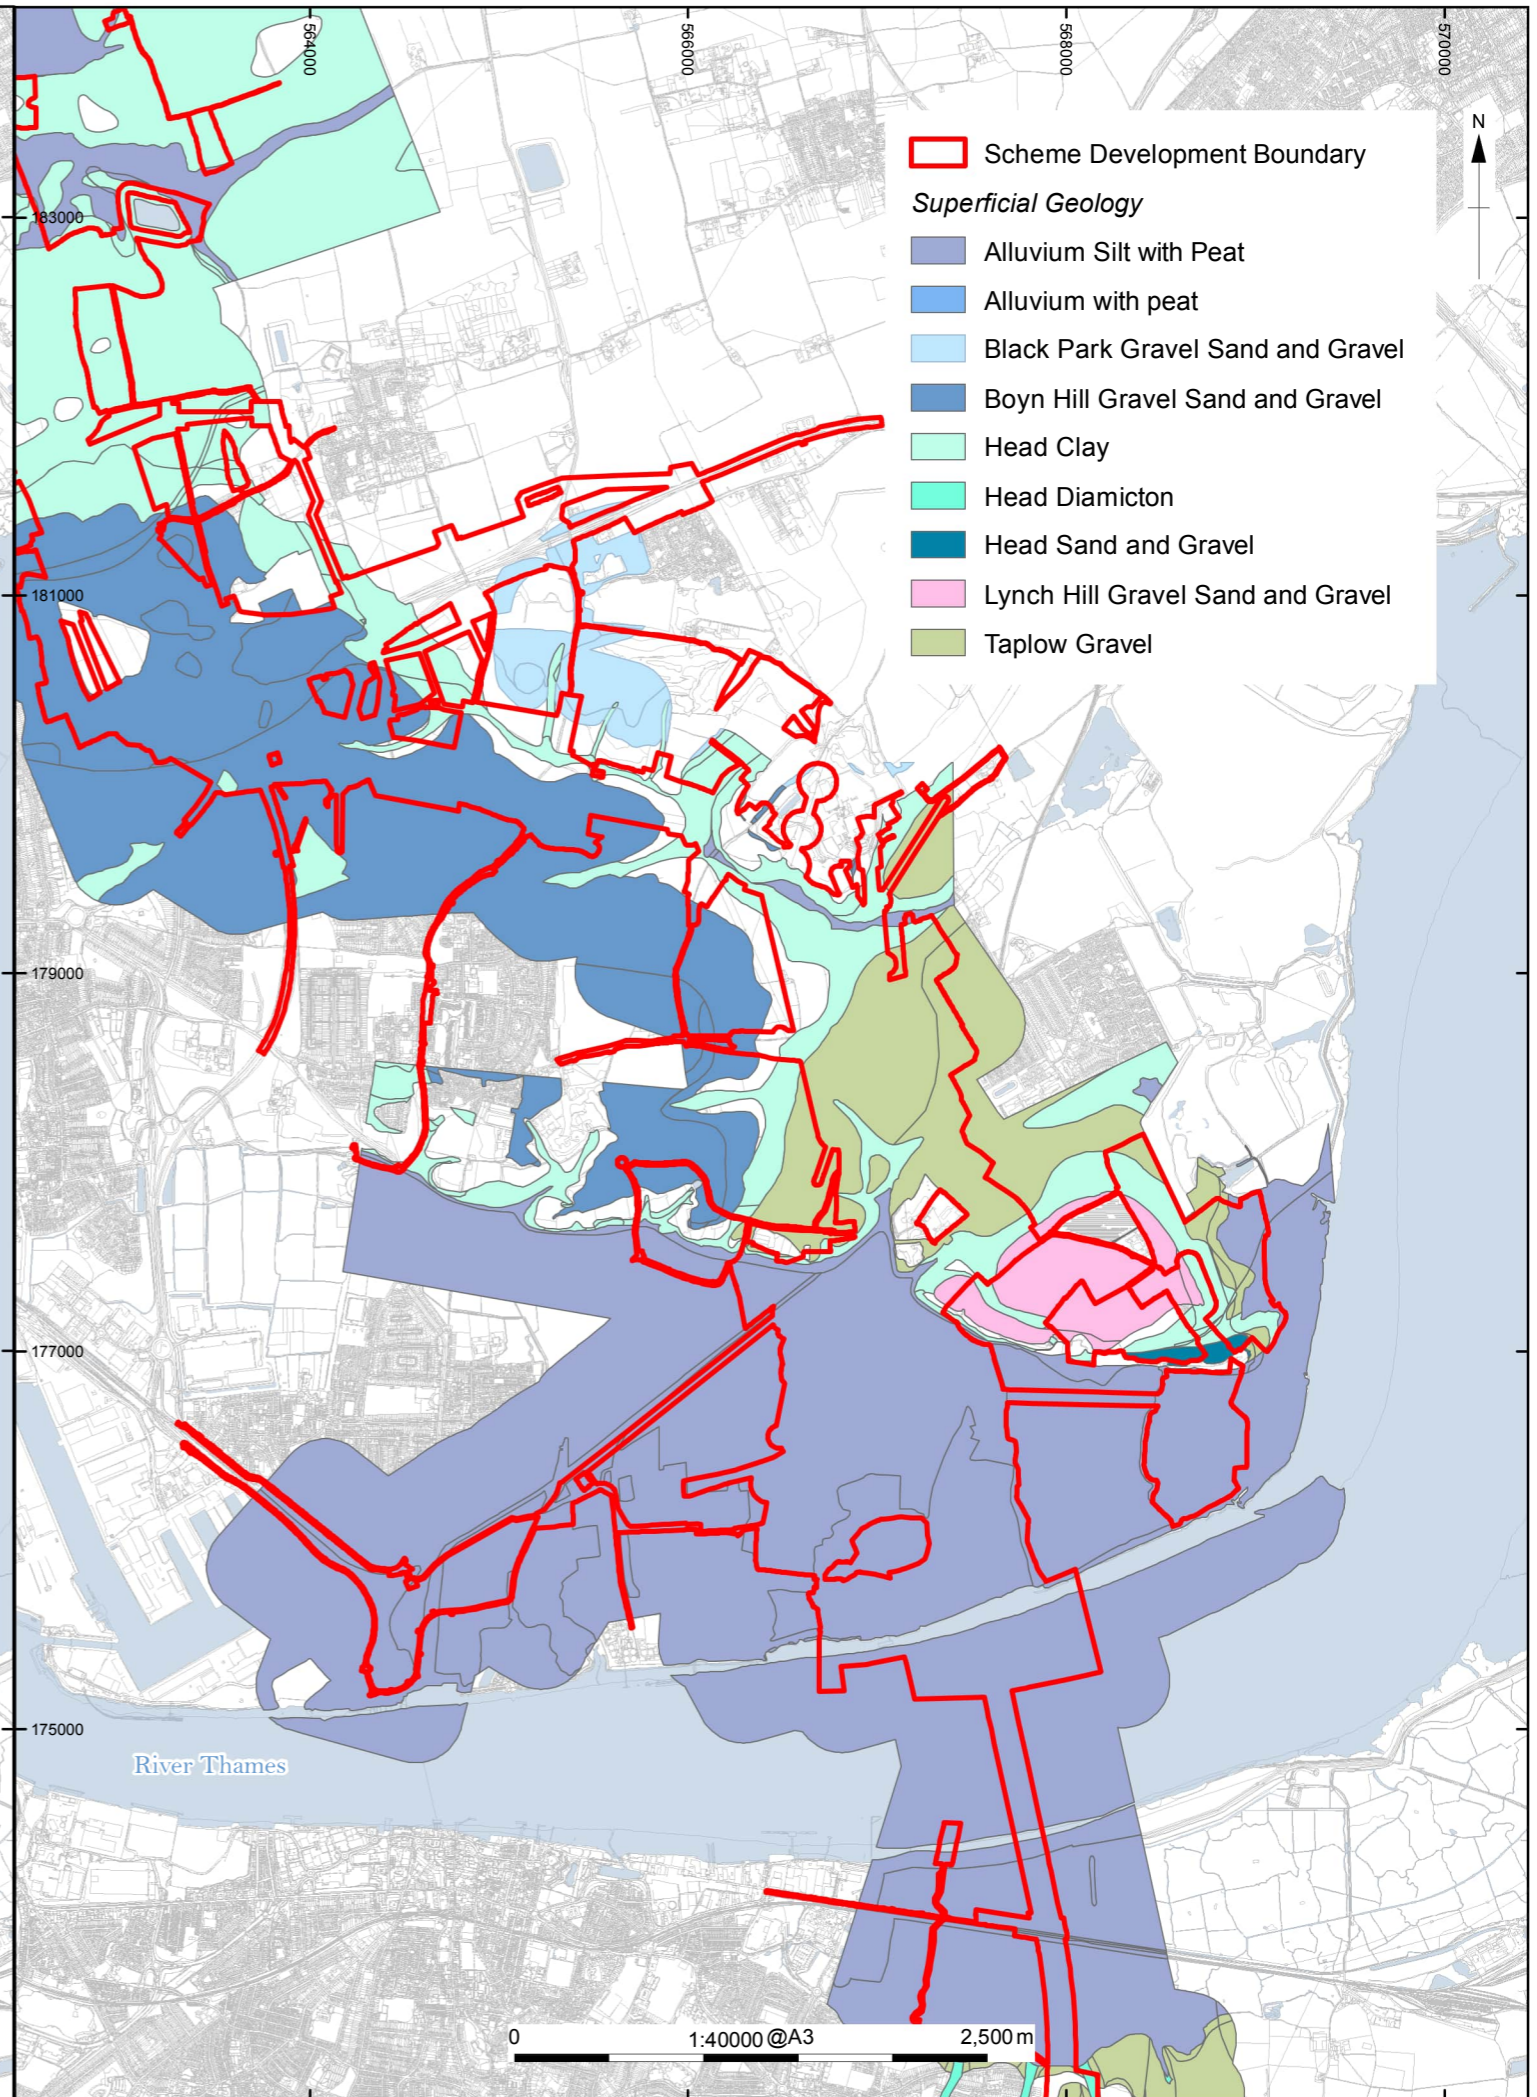 564000
566000
568000
570000
N
Scheme Development Boundary
Superficial Geology
Alluvium Silt with Peat
Alluvium with peat
Black Park Gravel Sand and Gravel
Boyn Hill Gravel Sand and Gravel
Head Clay
Head Diamicton
Head Sand and Gravel
Lynch Hill Gravel Sand and Gravel
Taplow Gravel
183000
181000
179000
177000
175000
River Thames
0 1:40000 @A3 2,500 m